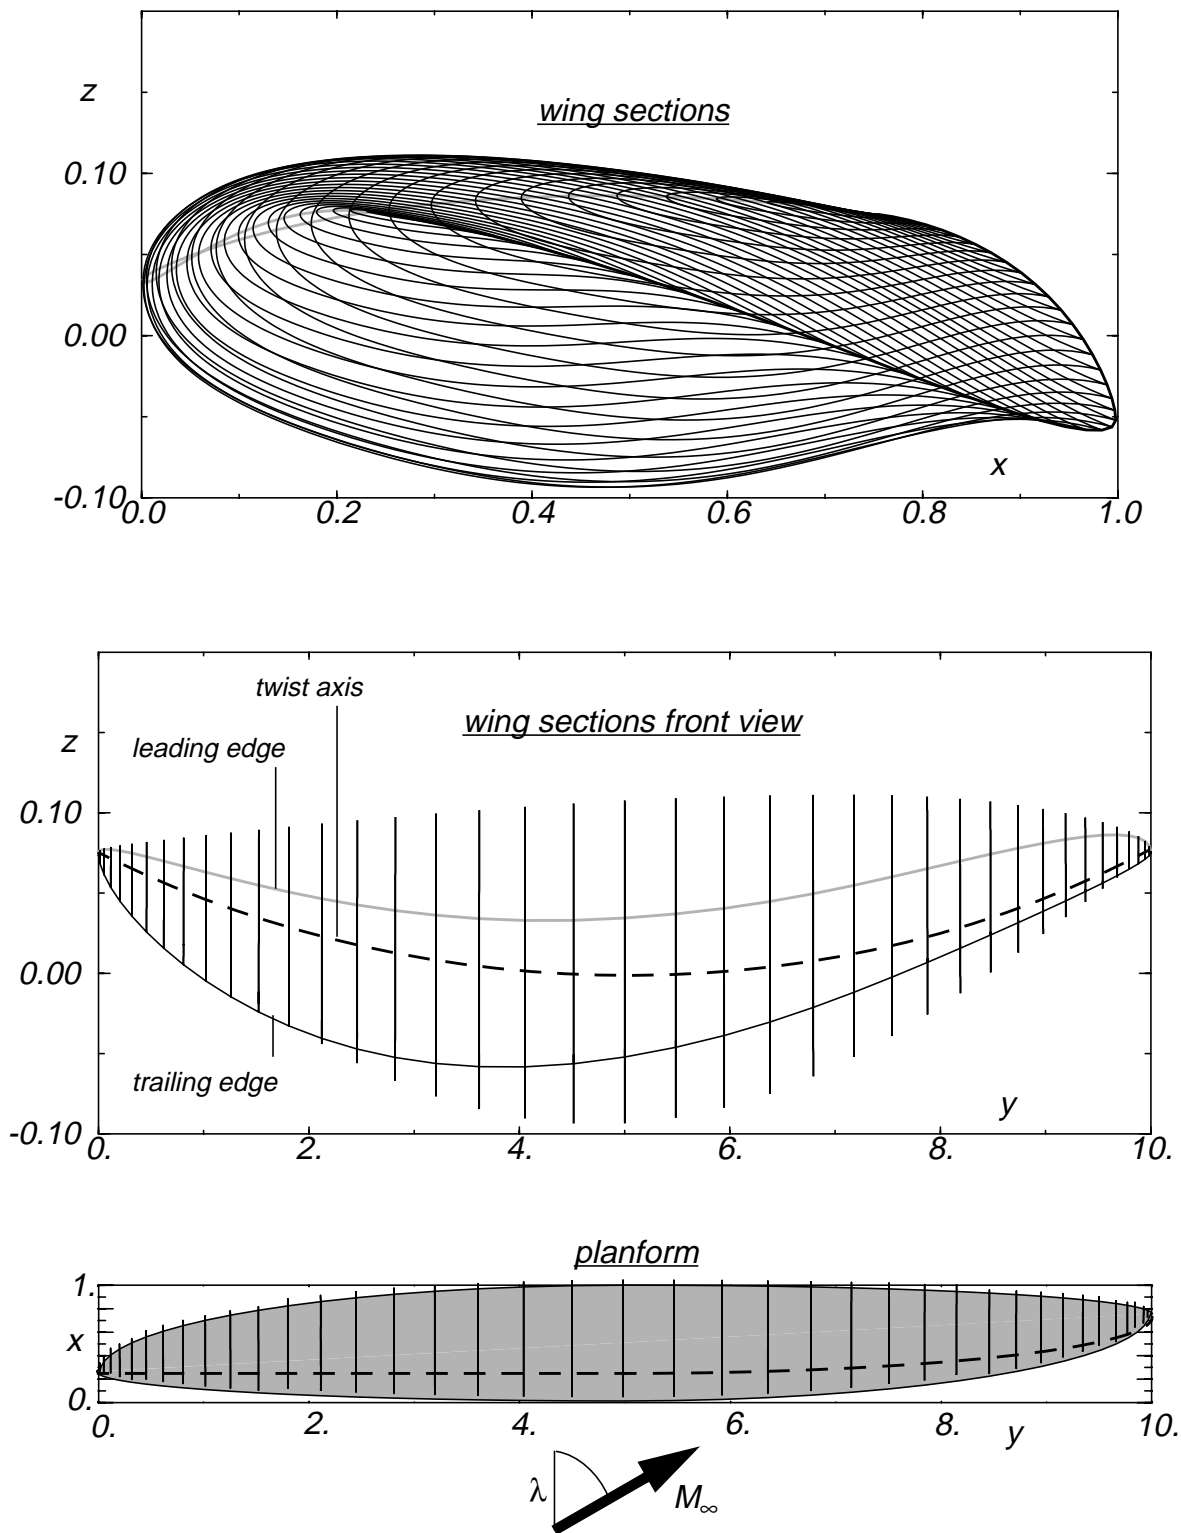 z
wing sections
0.10
0.00
x
-0.10
0.0 0.2 0.4 0.6 0.8 1.0
twist axis
wing sections front view
z
leading edge
0.10
0.00
trailing edge
y
-0.10
0. 2. 4. 6. 8. 10.
planform
1.
x
0.
0. 2. 4. 6. 8. y 10.
λ
M∞